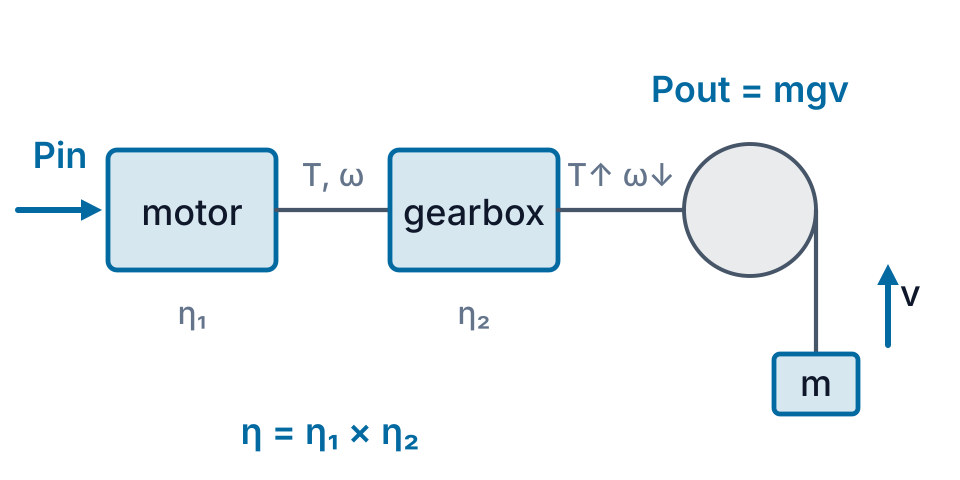 Pout = mgv
Pin
T, ω
T↑ ω↓
motor
gearbox
v
η₁
η₂
m
η = η₁ × η₂